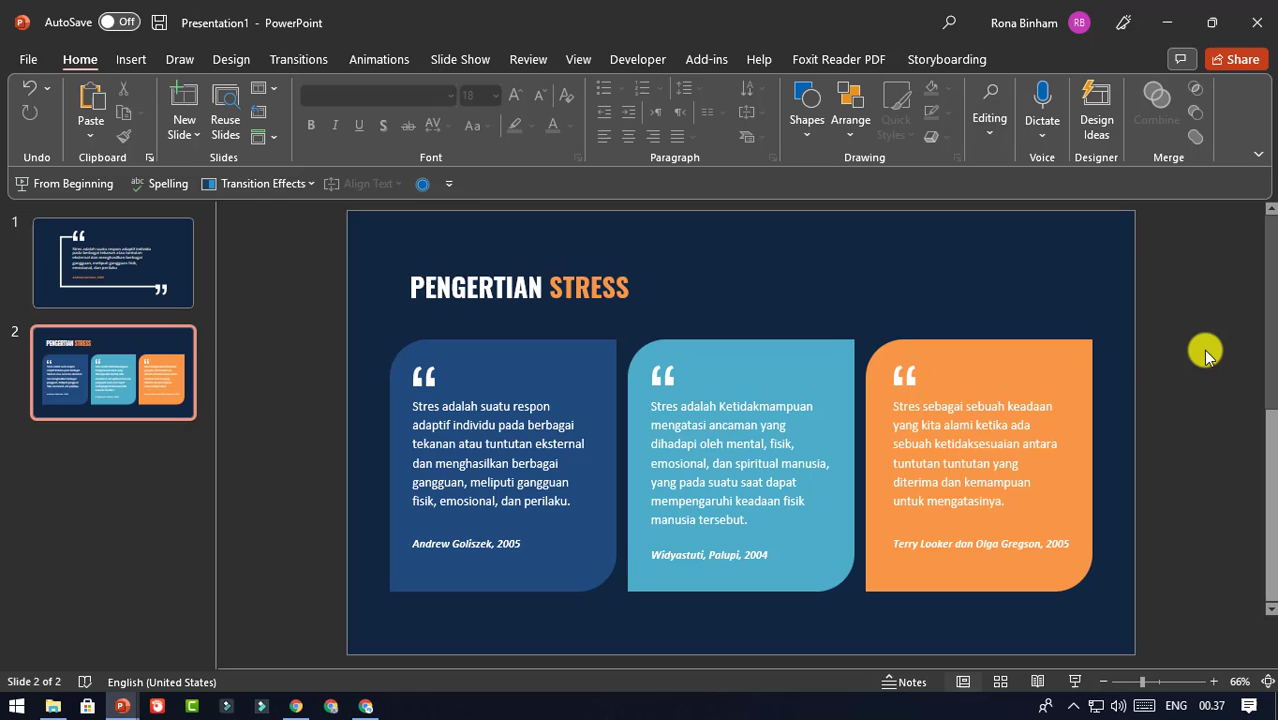 AutoSave Off Presentation1 - PowerPoint Rona Binham RB
File Home Insert Draw Design Transitions Animations Slide Show Review View Developer Add-ins Help Foxit Reader PDF Storyboarding Share
18
Paste New Slide Reuse Slides Shapes Arrange Quick Styles Editing Dictate Design Ideas Combine
Undo Clipboard Slides Font Paragraph Drawing Voice Designer Merge
From Beginning Spelling Transition Effects Align Text
1
2
PENGERTIAN STRESS
“
Stres adalah suatu respon
adaptif individu pada berbagai
tekanan atau tuntutan eksternal
dan menghasilkan berbagai
gangguan, meliputi gangguan
fisik, emosional, dan perilaku.
Andrew Goliszek, 2005
“
Stres adalah Ketidakmampuan
mengatasi ancaman yang
dihadapi oleh mental, fisik,
emosional, dan spiritual manusia,
yang pada suatu saat dapat
mempengaruhi keadaan fisik
manusia tersebut.
Widyastuti, Palupi, 2004
“
Stres sebagai sebuah keadaan
yang kita alami ketika ada
sebuah ketidaksesuaian antara
tuntutan tuntutan yang
diterima dan kemampuan
untuk mengatasinya.
Terry Looker dan Olga Gregson, 2005
Slide 2 of 2 English (United States) Notes 66%
ENG 00.37